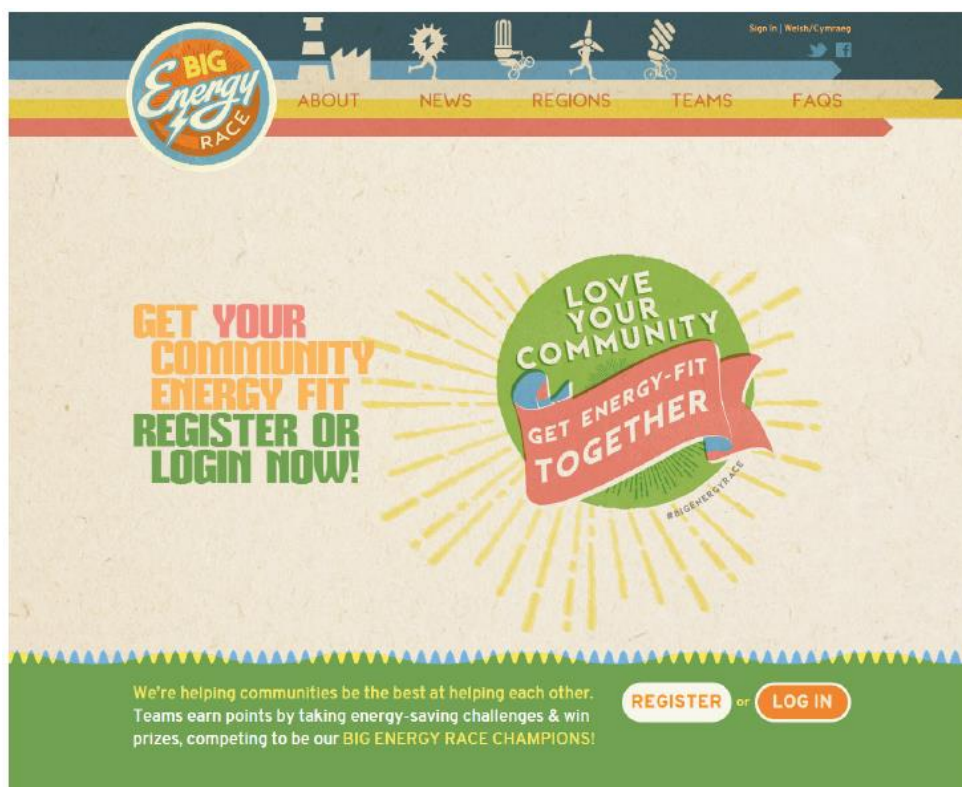 BIG
Energy
RACE
Sign in | Welsh/Cymraeg
ABOUT NEWS REGIONS TEAMS FAQS
GET YOUR
COMMUNITY
ENERGY FIT
REGISTER OR
LOGIN NOW!
LOVE
YOUR
COMMUNITY
GET ENERGY-FIT
TOGETHER
#BIGENERGYRACE
We're helping communities be the best at helping each other.
Teams earn points by taking energy-saving challenges & win
prizes, competing to be our BIG ENERGY RACE CHAMPIONS!
REGISTER or LOG IN